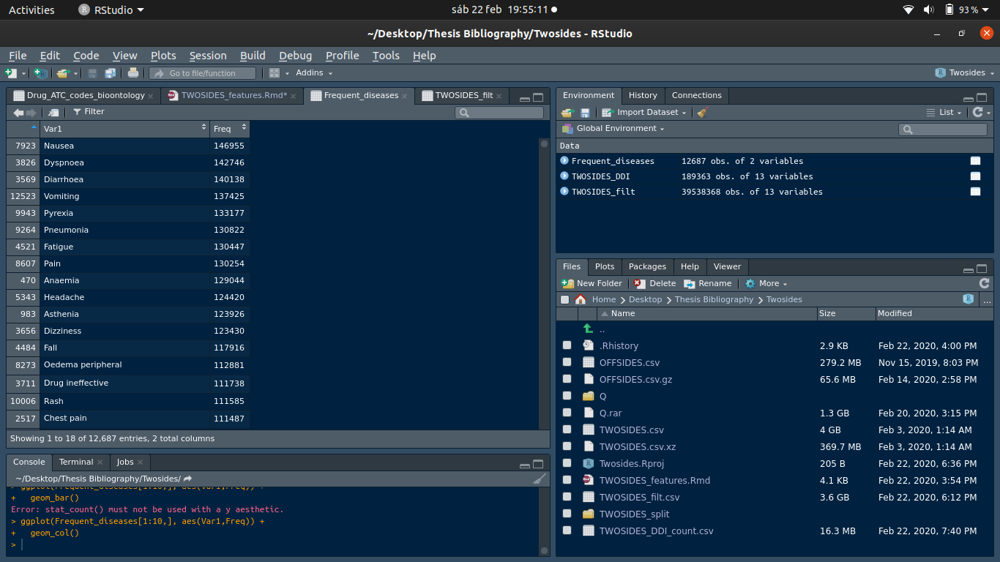 Activities RStudio sáb 22 feb 19:55:11 93 %
~/Desktop/Thesis Bibliography/Twosides - RStudio
File Edit Code View Plots Session Build Debug Profile Tools Help
Go to file/function Addins Twosides
Drug_ATC_codes_bioontology TWOSIDES_features.Rmd* Frequent_diseases TWOSIDES_filt
Filter
Var1 Freq
7923 Nausea 146955
3826 Dyspnoea 142746
3569 Diarrhoea 140138
12523 Vomiting 137425
9943 Pyrexia 133177
9264 Pneumonia 130822
4521 Fatigue 130447
8607 Pain 130254
470 Anaemia 129044
5343 Headache 124420
983 Asthenia 123926
3656 Dizziness 123430
4484 Fall 117916
8273 Oedema peripheral 112881
3711 Drug ineffective 111738
10006 Rash 111585
2517 Chest pain 111487
Showing 1 to 18 of 12,687 entries, 2 total columns
Console Terminal Jobs
~/Desktop/Thesis Bibliography/Twosides/
> ggplot(Frequent_diseases[1:10,], aes(Var1,Freq)) +
+ geom_bar()
Error: stat_count() must not be used with a y aesthetic.
> ggplot(Frequent_diseases[1:10,], aes(Var1,Freq)) +
+ geom_col()
>
Environment History Connections
Import Dataset List
Global Environment
Data
Frequent_diseases 12687 obs. of 2 variables
TWOSIDES_DDI 189363 obs. of 13 variables
TWOSIDES_filt 39538368 obs. of 13 variables
Files Plots Packages Help Viewer
New Folder Delete Rename More
Home Desktop Thesis Bibliography Twosides ...
Name Size Modified
..
.Rhistory 2.9 KB Feb 22, 2020, 4:00 PM
OFFSIDES.csv 279.2 MB Nov 15, 2019, 8:03 PM
OFFSIDES.csv.gz 65.6 MB Feb 14, 2020, 2:58 PM
Q
Q.rar 1.3 GB Feb 20, 2020, 3:15 PM
TWOSIDES.csv 4 GB Feb 3, 2020, 1:14 AM
TWOSIDES.csv.xz 369.7 MB Feb 3, 2020, 1:14 AM
Twosides.Rproj 205 B Feb 22, 2020, 6:36 PM
TWOSIDES_features.Rmd 4.1 KB Feb 22, 2020, 3:54 PM
TWOSIDES_filt.csv 3.6 GB Feb 22, 2020, 6:12 PM
TWOSIDES_split
TWOSIDES_DDI_count.csv 16.3 MB Feb 22, 2020, 7:40 PM